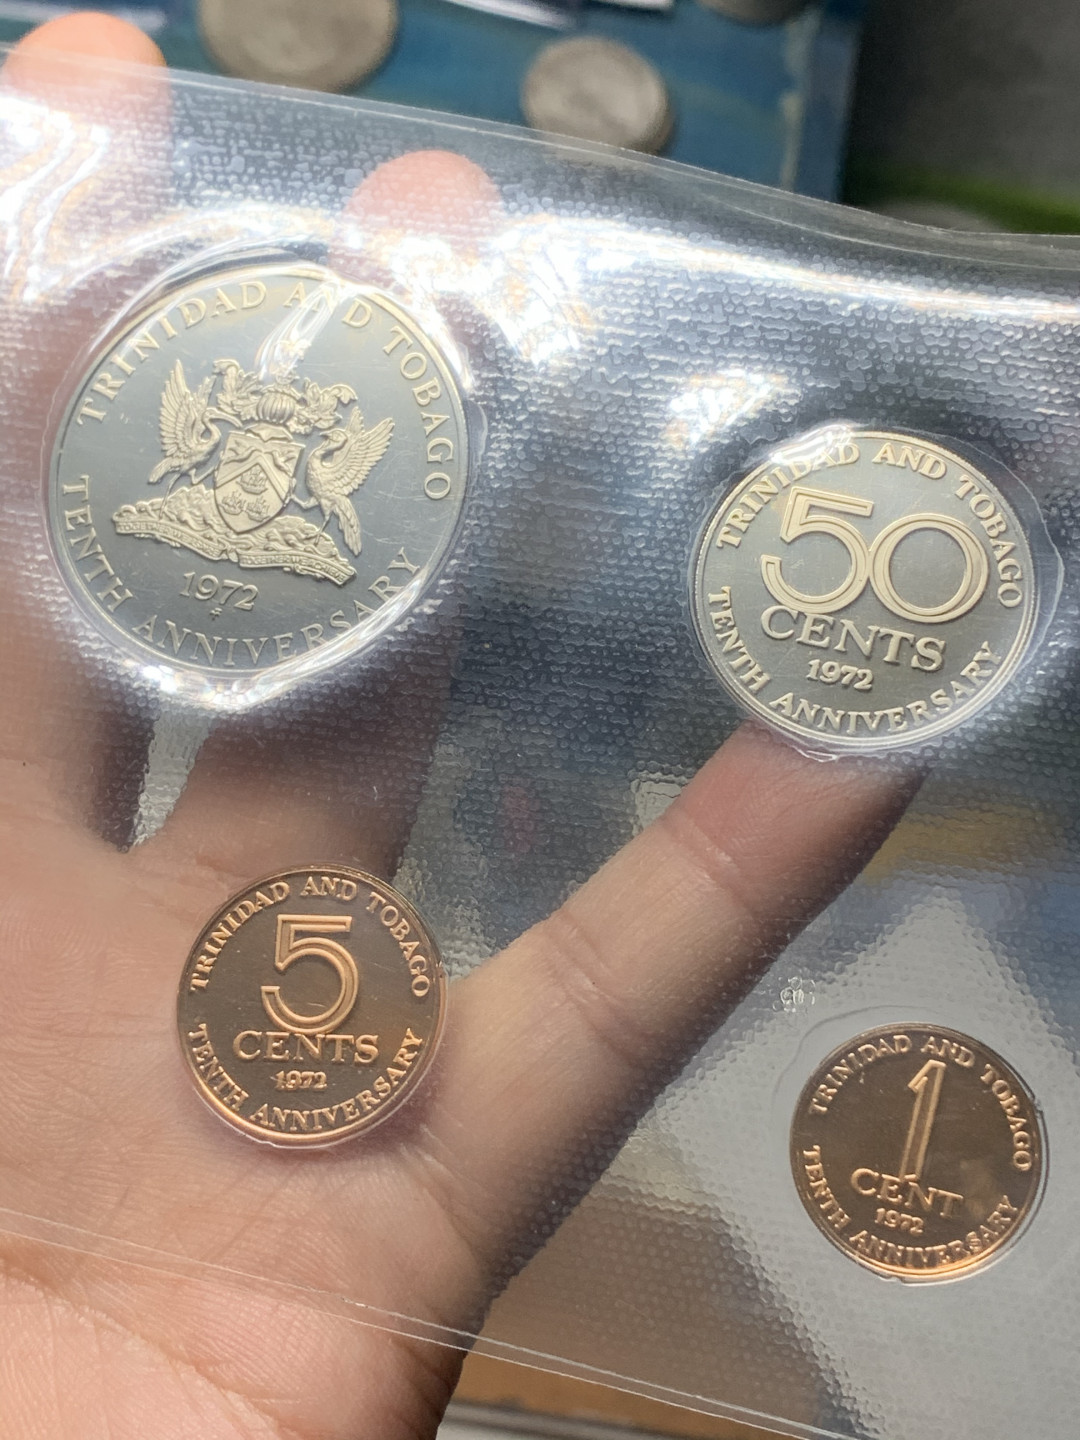 TRINIDAD AND TOBAGO
1972
TENTH ANNIVERSARY
TRINIDAD AND TOBAGO
50
CENTS
1972
TENTH ANNIVERSARY
TRINIDAD AND TOBAGO
5
CENTS
1972
TENTH ANNIVERSARY
TRINIDAD AND TOBAGO
1
CENT
1972
TENTH ANNIVERSARY